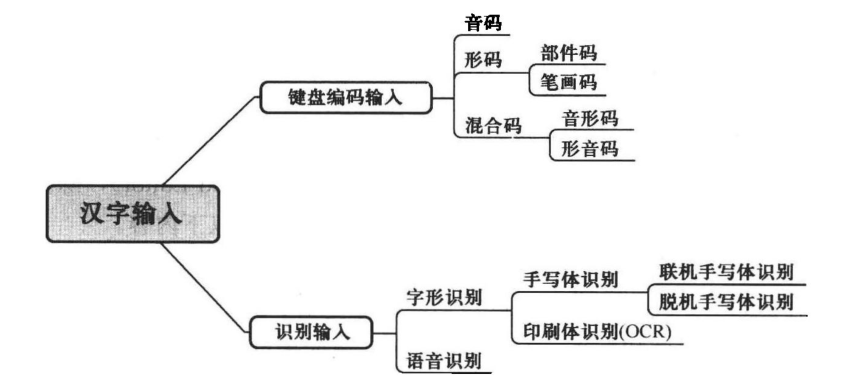 汉字输入
键盘编码输入
音码
形码
部件码
笔画码
混合码
音形码
形音码
识别输入
字形识别
手写体识别
联机手写体识别
脱机手写体识别
印刷体识别(OCR)
语音识别